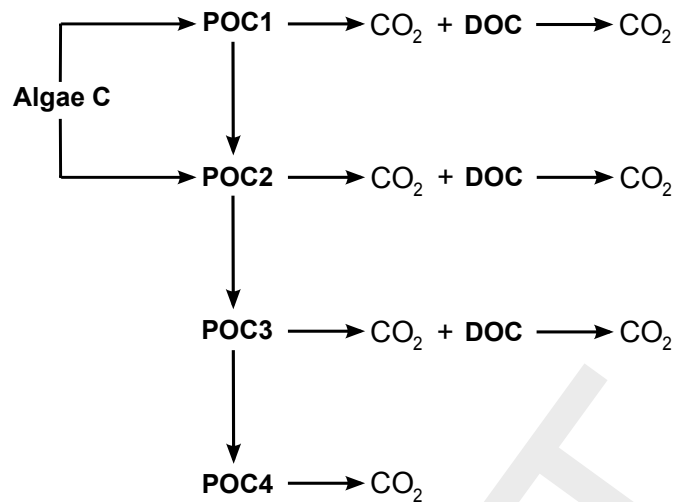 POC1 CO₂ + DOC CO₂
Algae C
POC2 CO₂ + DOC CO₂
POC3 CO₂ + DOC CO₂
POC4 CO₂